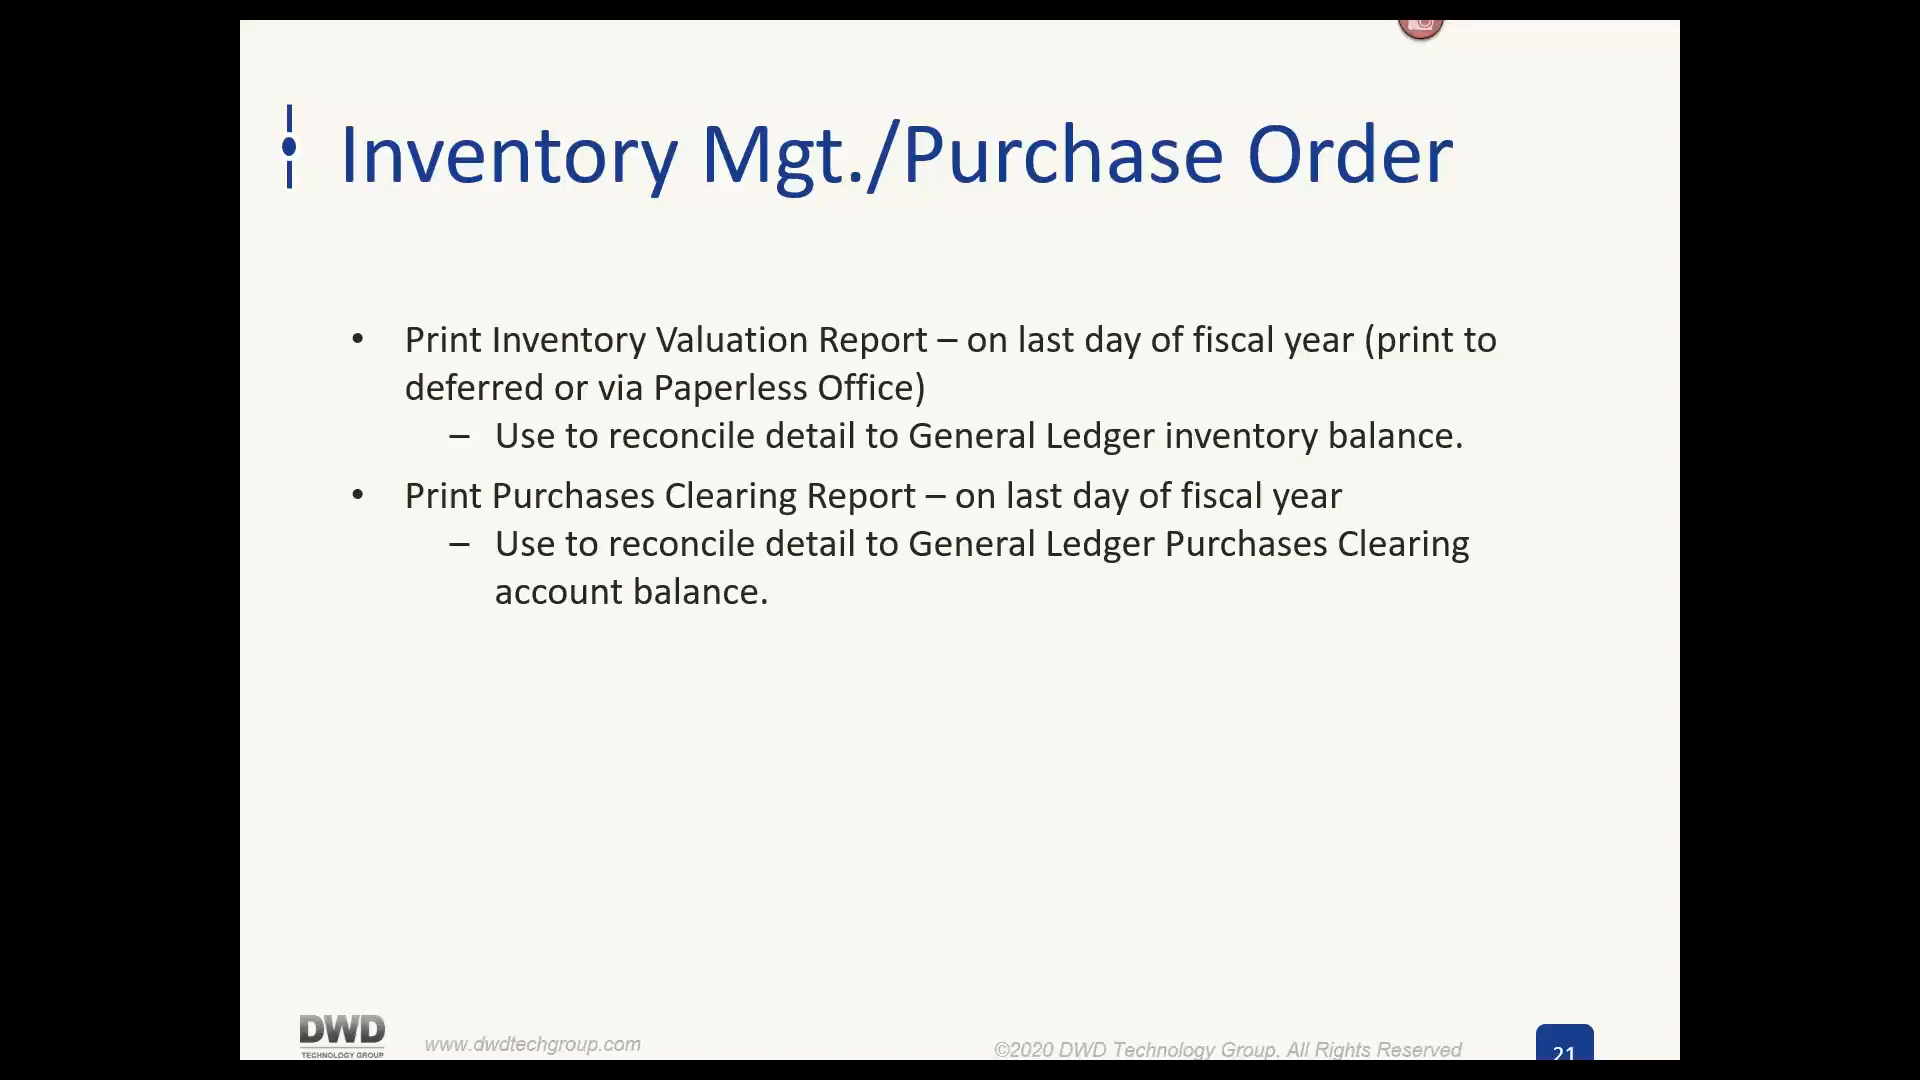 Inventory Mgt./Purchase Order
• Print Inventory Valuation Report – on last day of fiscal year (print to
deferred or via Paperless Office)
– Use to reconcile detail to General Ledger inventory balance.
• Print Purchases Clearing Report – on last day of fiscal year
– Use to reconcile detail to General Ledger Purchases Clearing
account balance.
DWD
TECHNOLOGY GROUP
www.dwdtechgroup.com
©2020 DWD Technology Group. All Rights Reserved
21